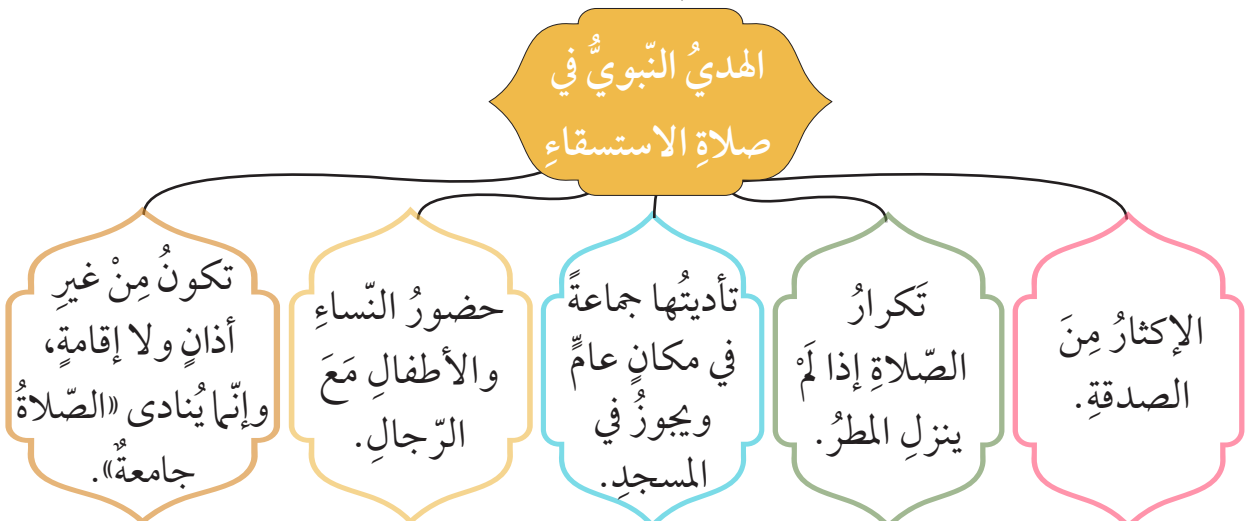 الهديُ النّبويُّ في
صلاةِ الاستسقاءِ
الإكثارُ مِنَ
الصدقةِ.
تَكرارُ
الصّلاةِ إذا لَمْ
ينزلِ المطرُ.
تأديتُها جماعةً
في مكانٍ عامٍّ
ويجوزُ في
المسجدِ.
حضورُ النّساءِ
والأطفالِ مَعَ
الرّجالِ.
تكونُ مِنْ غيرِ
أذانٍ ولا إقامةٍ،
وإنّما يُنادى «الصّلاةُ
جامعةٌ».